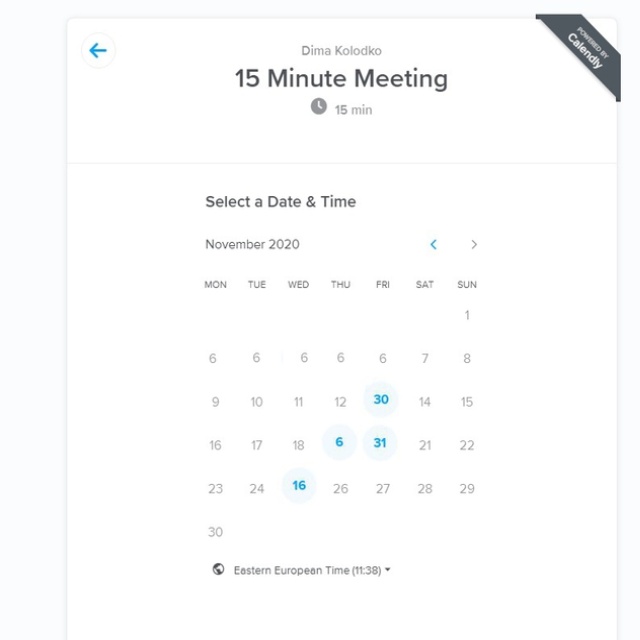 POWERED BY
Calendly
Dima Kolodko
15 Minute Meeting
15 min
Select a Date & Time
November 2020
MON TUE WED THU FRI SAT SUN
1
6 6 6 6 6 7 8
9 10 11 12 30 14 15
16 17 18 6 31 21 22
23 24 16 26 27 28 29
30
Eastern European Time (11:38)